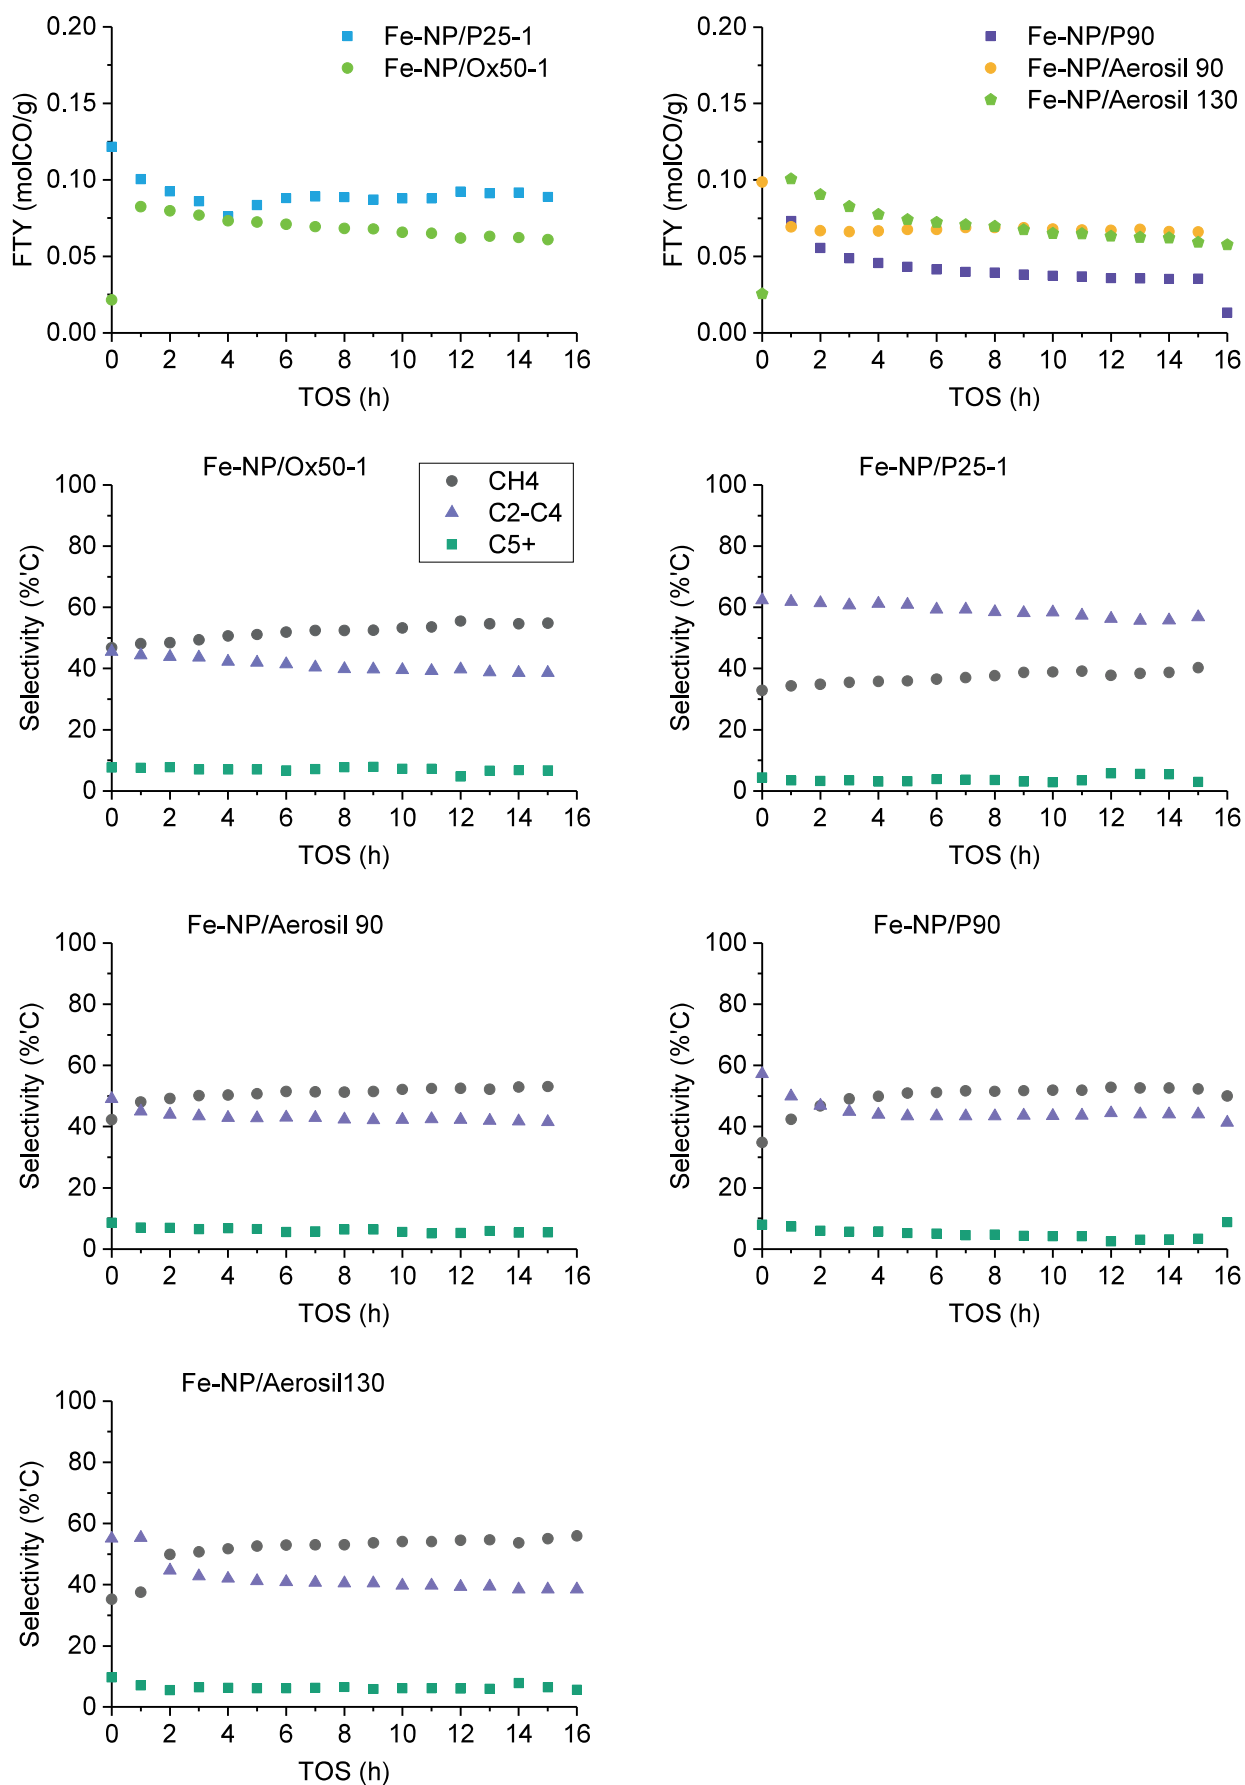 Fe-NP/P25-1
Fe-NP/Ox50-1
0.20
0.15
0.10
0.05
0.00
FTY (molCO/g)
0 2 4 6 8 10 12 14 16
TOS (h)
Fe-NP/P90
Fe-NP/Aerosil 90
Fe-NP/Aerosil 130
0.20
0.15
0.10
0.05
0.00
FTY (molCO/g)
0 2 4 6 8 10 12 14 16
TOS (h)
Fe-NP/Ox50-1
CH4
C2-C4
C5+
100
80
60
40
20
0
Selectivity (%'C)
0 2 4 6 8 10 12 14 16
TOS (h)
Fe-NP/P25-1
100
80
60
40
20
0
Selectivity (%'C)
0 2 4 6 8 10 12 14 16
TOS (h)
Fe-NP/Aerosil 90
100
80
60
40
20
0
Selectivity (%'C)
0 2 4 6 8 10 12 14 16
TOS (h)
Fe-NP/P90
100
80
60
40
20
0
Selectivity (%'C)
0 2 4 6 8 10 12 14 16
TOS (h)
Fe-NP/Aerosil130
100
80
60
40
20
0
Selectivity (%'C)
0 2 4 6 8 10 12 14 16
TOS (h)